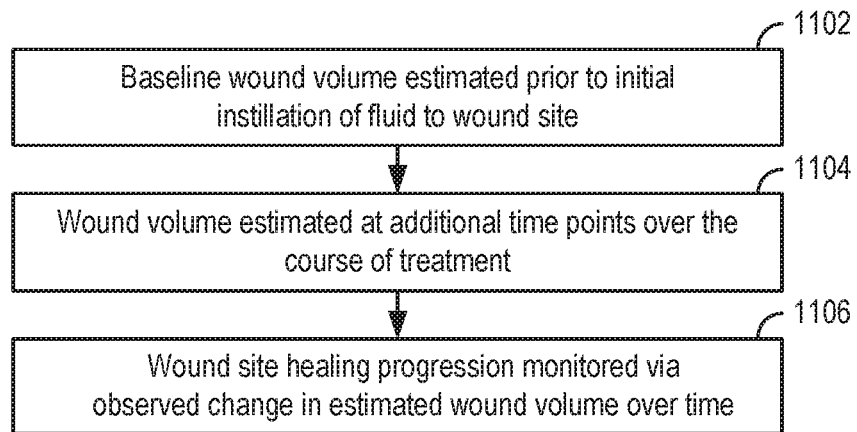 1102
Baseline wound volume estimated prior to initial
instillation of fluid to wound site
1104
Wound volume estimated at additional time points over the
course of treatment
1106
Wound site healing progression monitored via
observed change in estimated wound volume over time